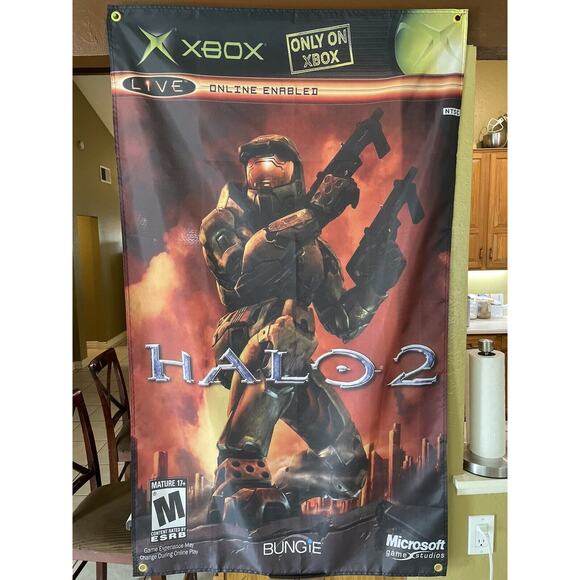 XBOX
ONLY ON
XBOX
LIVE ONLINE ENABLED
NTSC
HALO 2
MATURE 17+
M
CONTENT RATED BY
ESRB
Game Experience May
Change During Online Play
BUNGiE
Microsoft
game studios